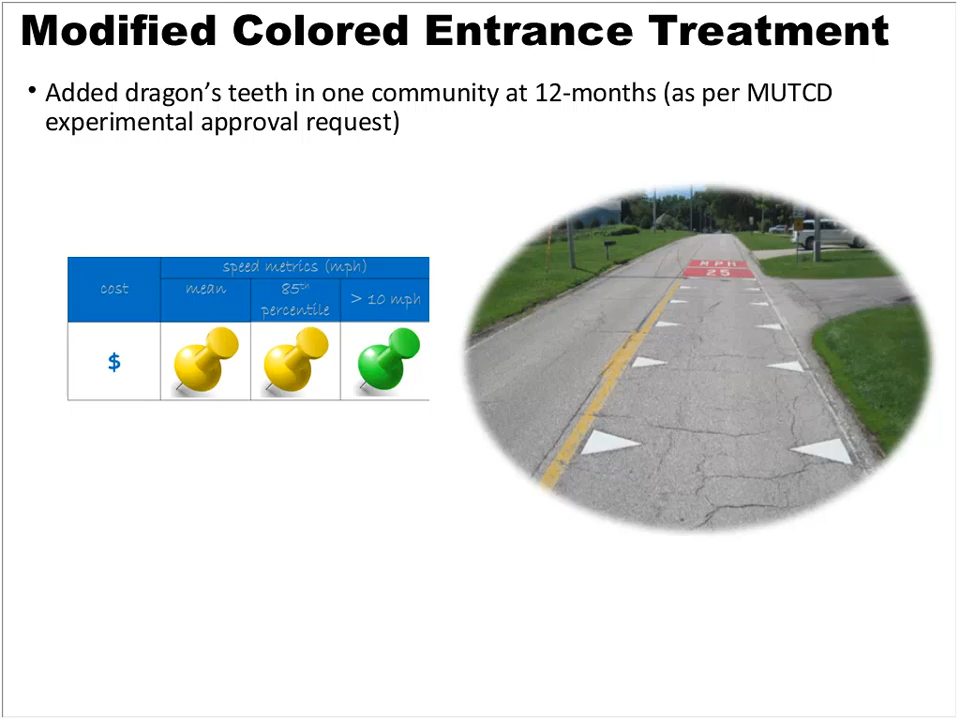 Modified Colored Entrance Treatment
• Added dragon’s teeth in one community at 12-months (as per MUTCD
experimental approval request)
speed metrics (mph)
cost
mean
85th
percentile
> 10 mph
$
MPH
25